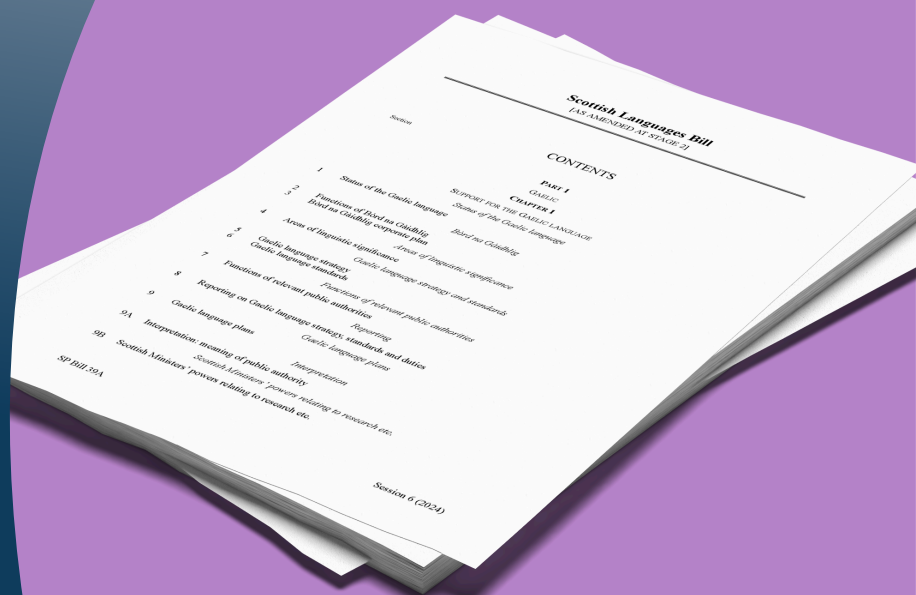 Scottish Languages Bill
[AS AMENDED AT STAGE 2]
CONTENTS
Section
PART 1
GAELIC
CHAPTER 1
SUPPORT FOR THE GAELIC LANGUAGE
Status of the Gaelic language
1 Status of the Gaelic language
Bòrd na Gàidhlig
2 Functions of Bòrd na Gàidhlig
3 Bòrd na Gàidhlig corporate plan
Areas of linguistic significance
4 Areas of linguistic significance
Gaelic language strategy and standards
5 Gaelic language strategy
6 Gaelic language standards
Functions of relevant public authorities
7 Functions of relevant public authorities
Reporting
8 Reporting on Gaelic language strategy, standards and duties
Gaelic language plans
9 Gaelic language plans
Interpretation
9A Interpretation: meaning of public authority
Scottish Ministers' powers relating to research etc.
9B Scottish Ministers' powers relating to research etc.
SP Bill 39A
Session 6 (2024)